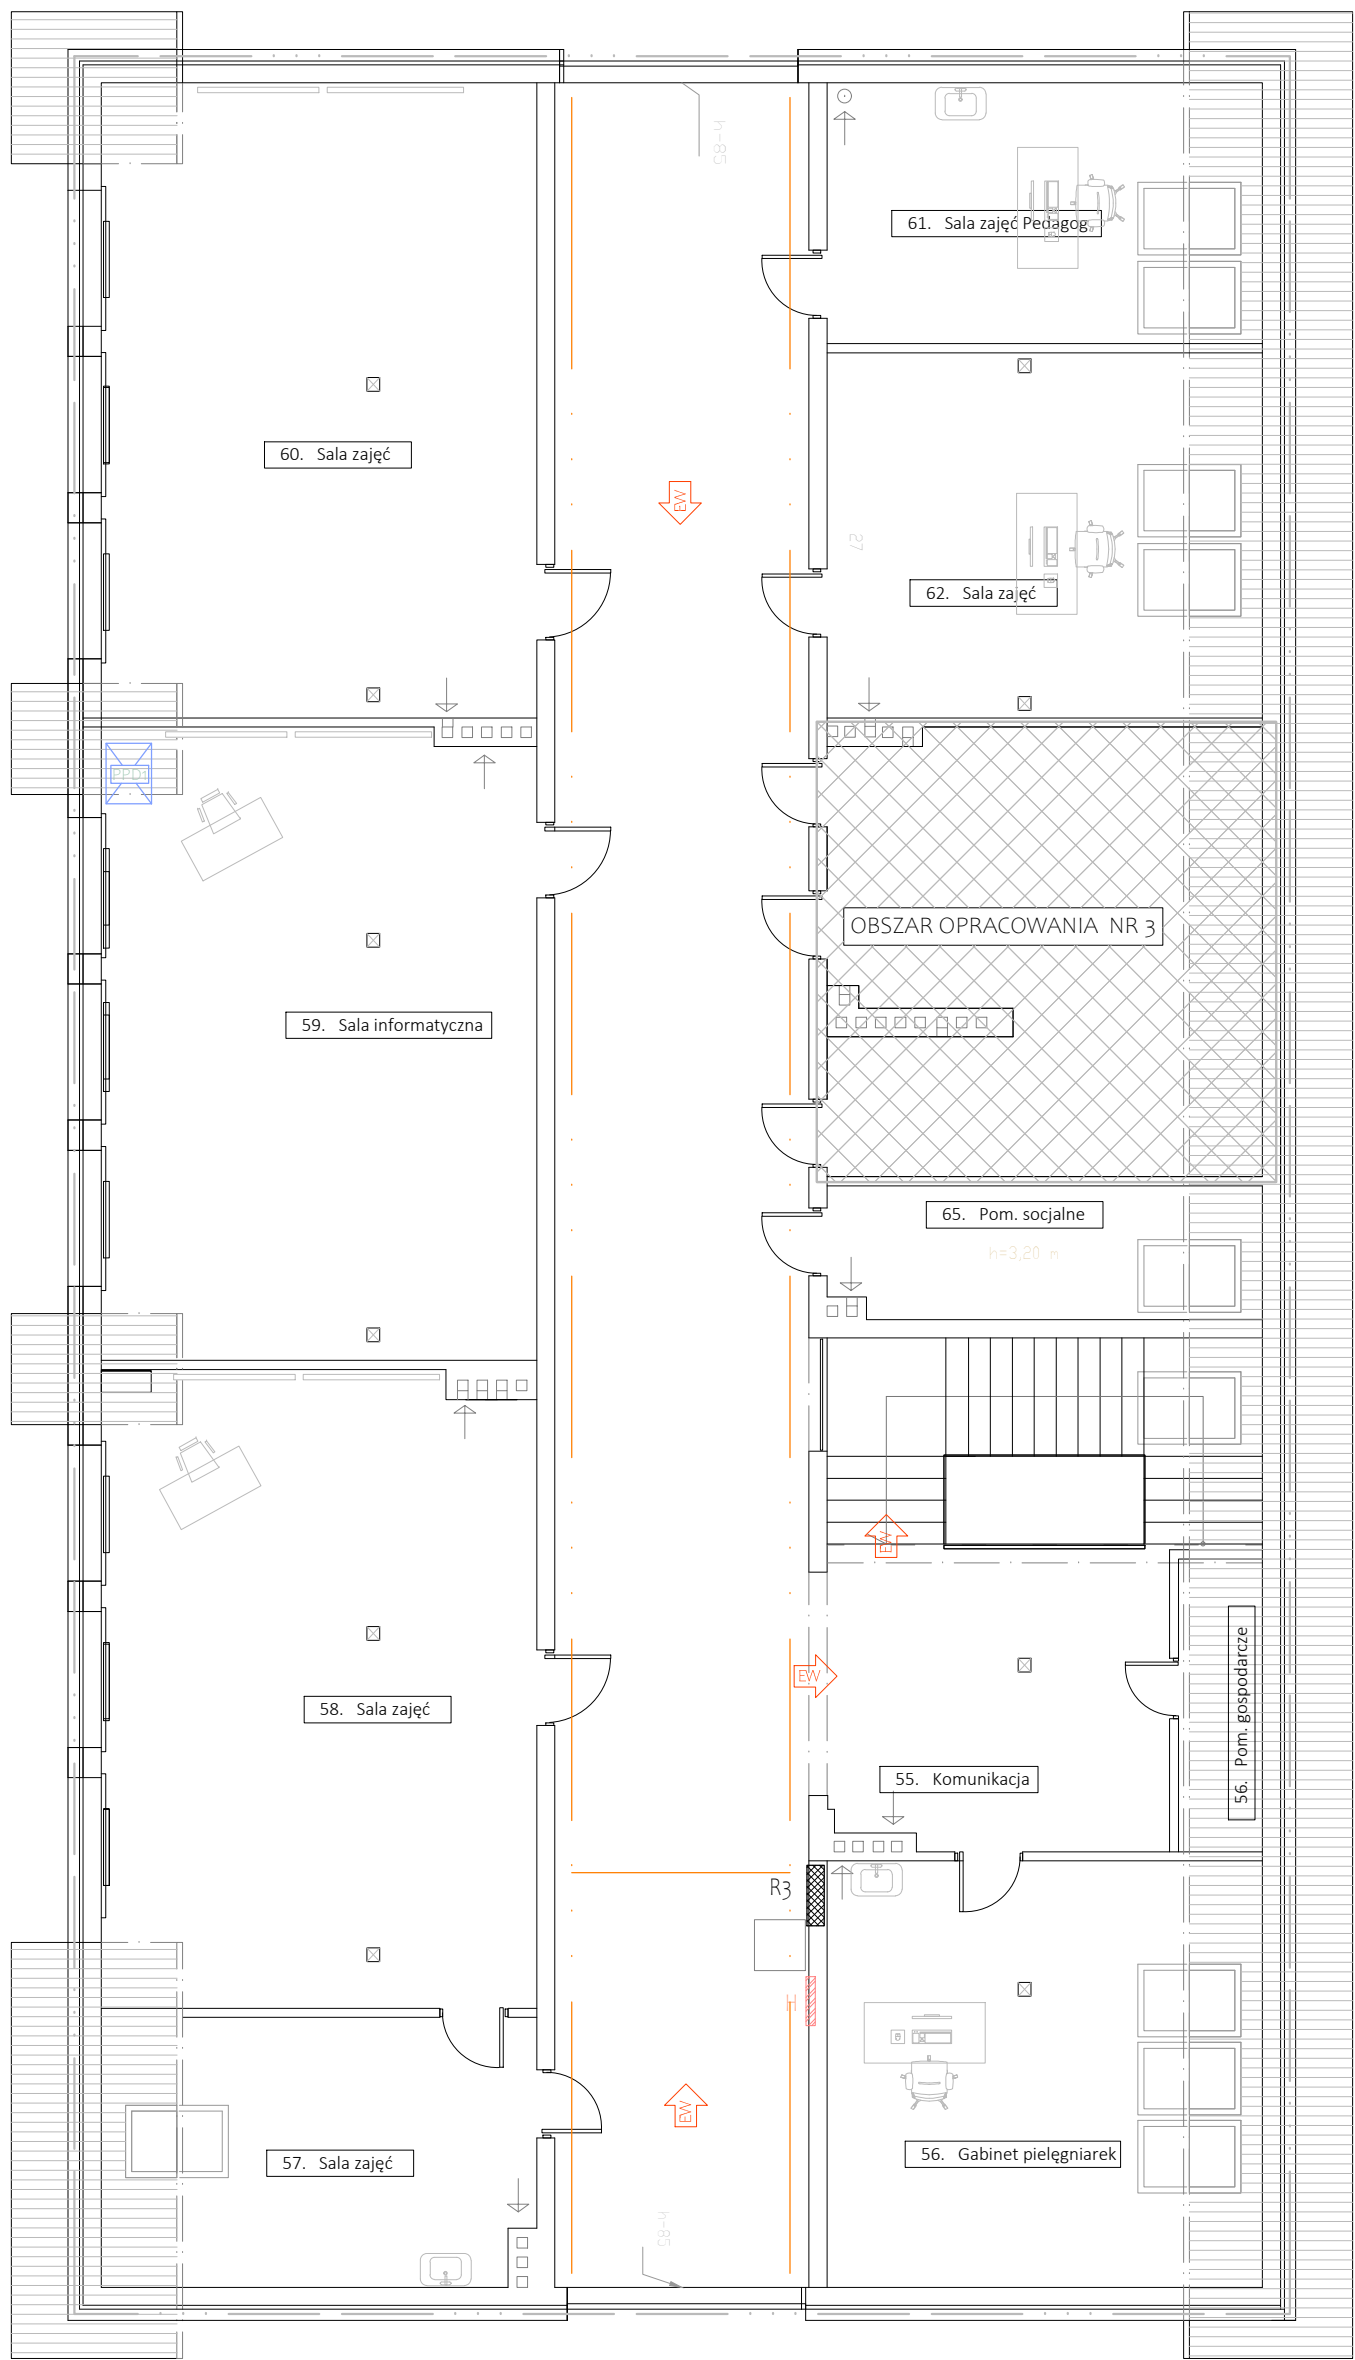 h-85
61. Sala zajęć Pedagog
60. Sala zajęć
EW
27
62. Sala zajęć
PPD1
OBSZAR OPRACOWANIA NR 3
59. Sala informatyczna
65. Pom. socjalne
h=3,20 m
EW
56. Pom. gospodarcze
EW
58. Sala zajęć
55. Komunikacja
R3
H
EW
57. Sala zajęć
56. Gabinet pielęgniarek
h-85